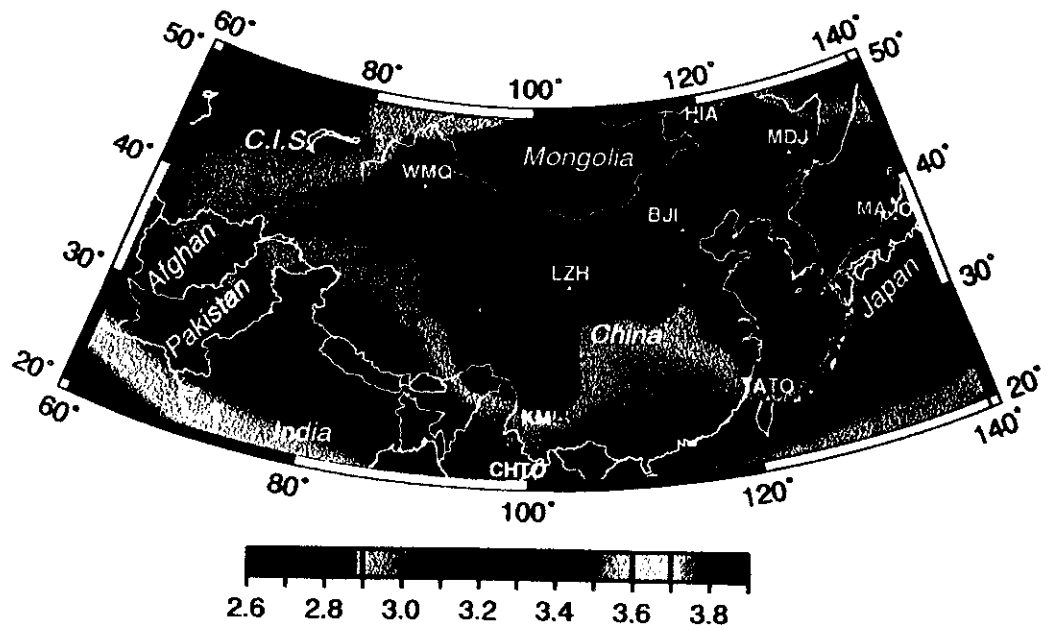 60° 140°
50° 50°
80° 120°
100°
HIA
C.I.S.
MDJ
Mongolia
40° 40°
WMQ
MAJO
BJI
Afghan
30° 30°
LZH
Japan
Pakistan
China
20° 20°
TATO
60° 140°
KMI
India
CHTO
80° 120°
100°
2.6 2.8 3.0 3.2 3.4 3.6 3.8